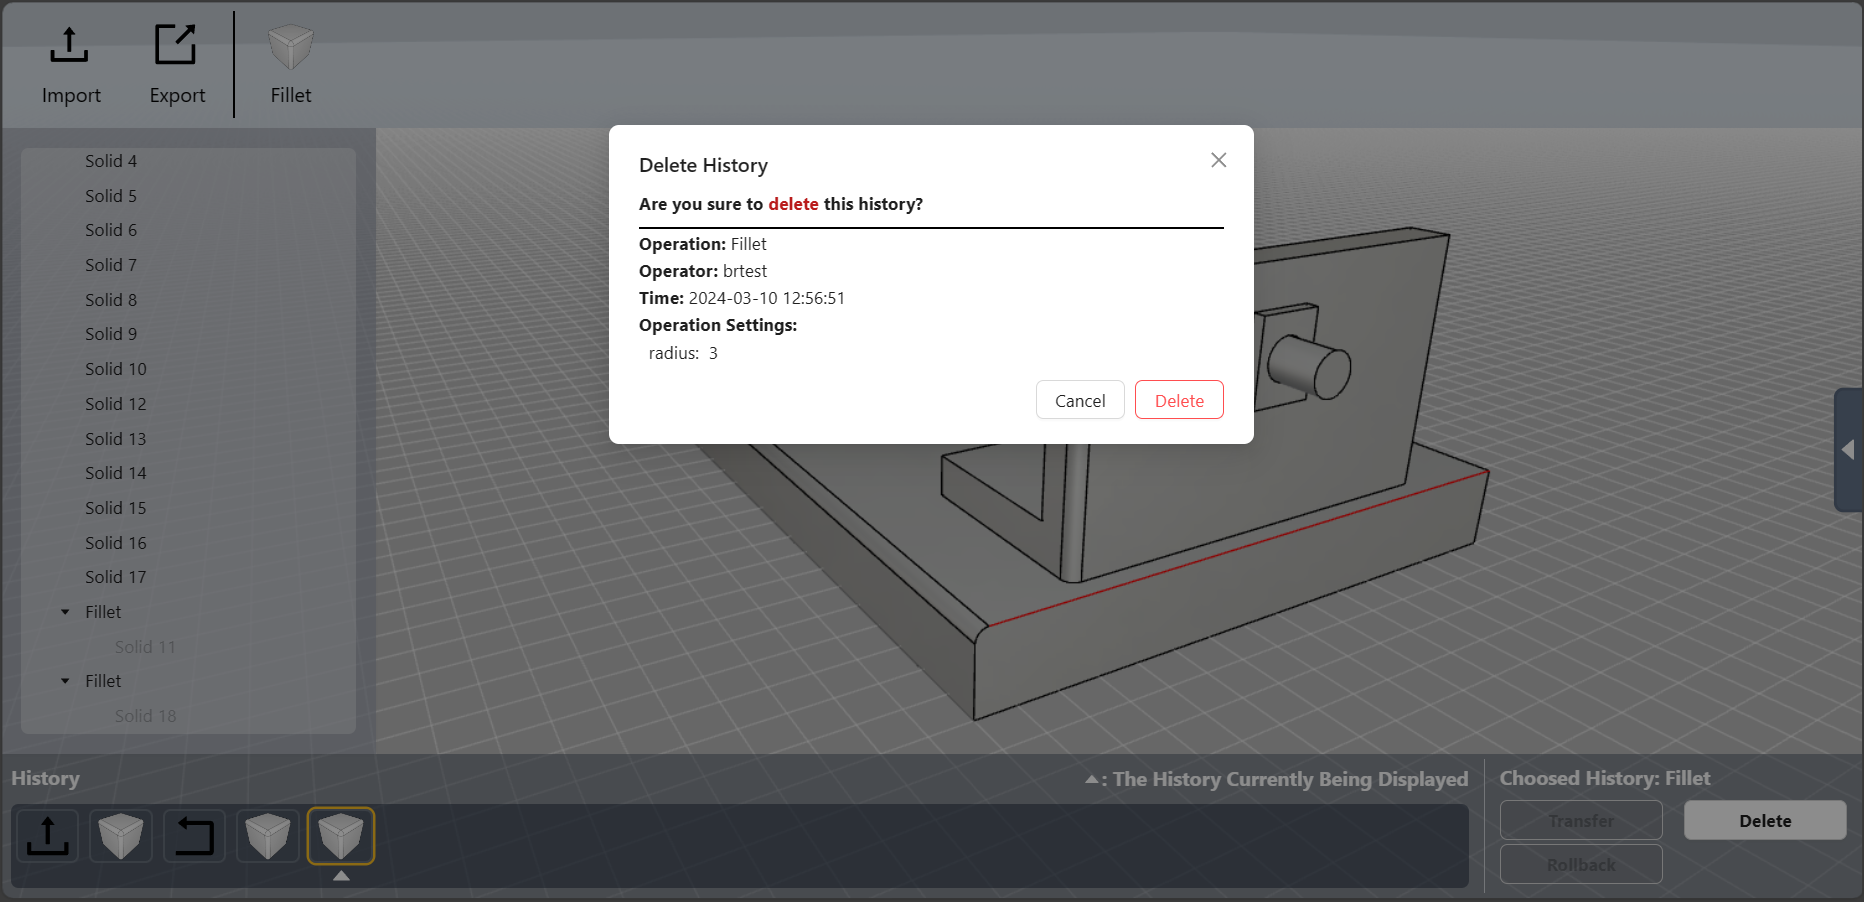 Import
Export
Fillet
Solid 4
Solid 5
Solid 6
Solid 7
Solid 8
Solid 9
Solid 10
Solid 12
Solid 13
Solid 14
Solid 15
Solid 16
Solid 17
Fillet
Solid 11
Fillet
Solid 18
Delete History
Are you sure to delete this history?
Operation: Fillet
Operator: brtest
Time: 2024-03-10 12:56:51
Operation Settings:
radius: 3
Cancel
Delete
History
: The History Currently Being Displayed
Choosed History: Fillet
Transfer
Delete
Rollback